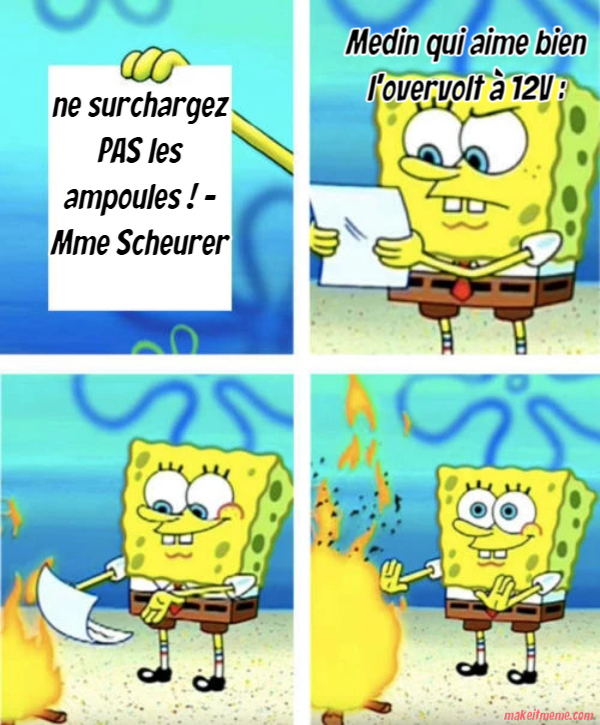 ne surchargez
PAS les
ampoules ! -
Mme Scheurer
Medin qui aime bien
l'overvolt à 12V :
makeitmeme.com